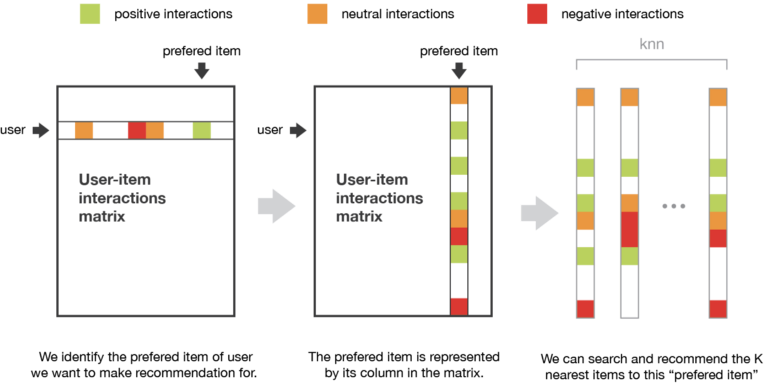 positive interactions
neutral interactions
negative interactions
prefered item
prefered item
knn
user
user
User-item
interactions
matrix
User-item
interactions
matrix
We identify the prefered item of user
we want to make recommendation for.
The prefered item is represented
by its column in the matrix.
We can search and recommend the K
nearest items to this “prefered item”